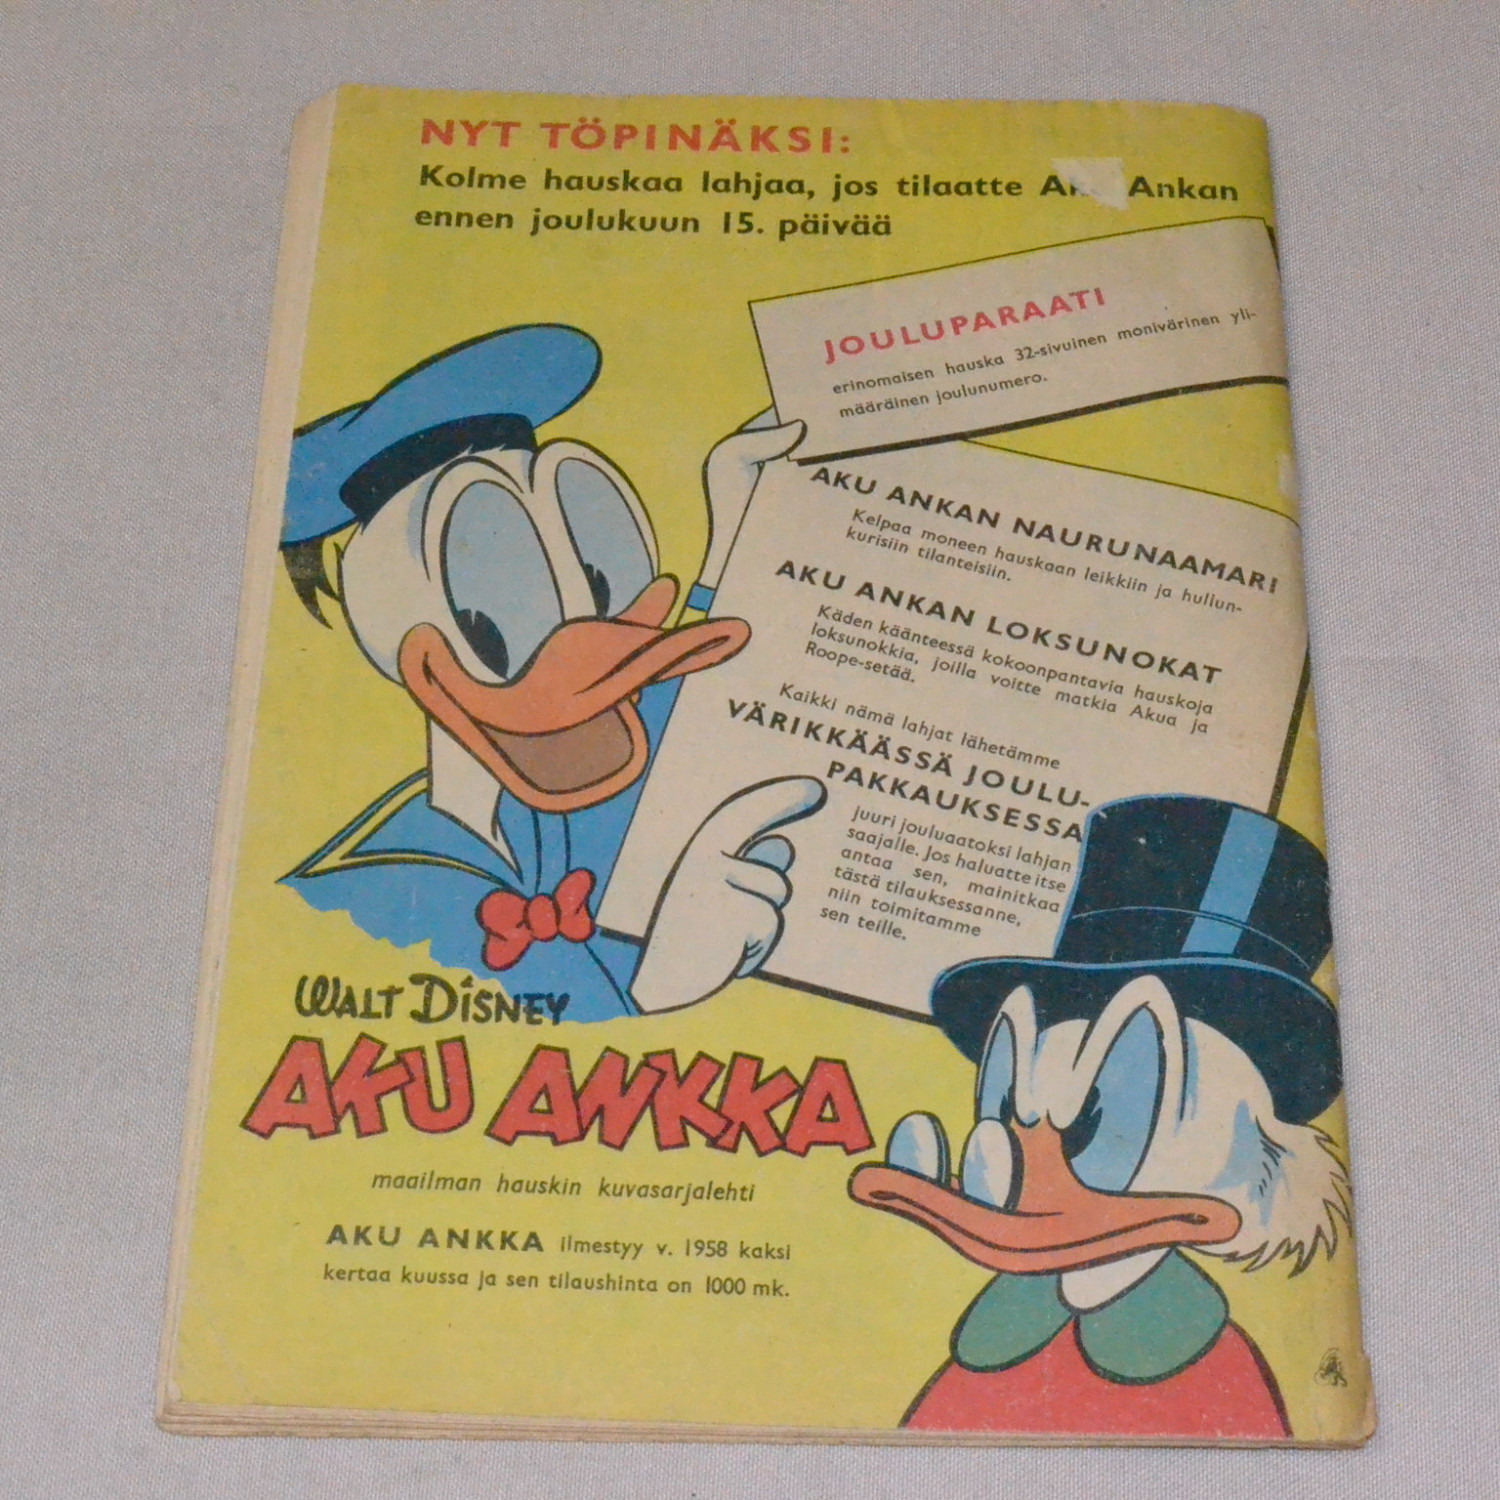 NYT TÖPINÄKSI:
Kolme hauskaa lahjaa, jos tilaatte Ankan
ennen joulukuun 15. päivää
JOULUPARAATI
erinomaisen hauska 32-sivuinen monivärinen yli-
määräinen joulunumero.
AKU ANKAN NAURUNAAMARI
Kelpaa moneen hauskaan leikkiin ja hullun-
kurisiin tilanteisiin.
AKU ANKAN LOKSUNOKAT
Käden käänteessä kokoonpantavia hauskoja
loksunokkia, joilla voitte matkia Akua ja
Roope-setää.
Kaikki nämä lahjat lähetämme
VÄRIKKÄÄSSÄ JOULU-
PAKKAUKSESSA
juuri jouluaatoksi lahjan
saajalle. Jos haluatte itse
antaa sen, mainitkaa
tästä tilauksessanne,
niin toimitamme
sen teille.
WALT DISNEY
AKU ANKKA
maailman hauskin kuvasarjalehti
AKU ANKKA ilmestyy v. 1958 kaksi
kertaa kuussa ja sen tilaushinta on 1000 mk.